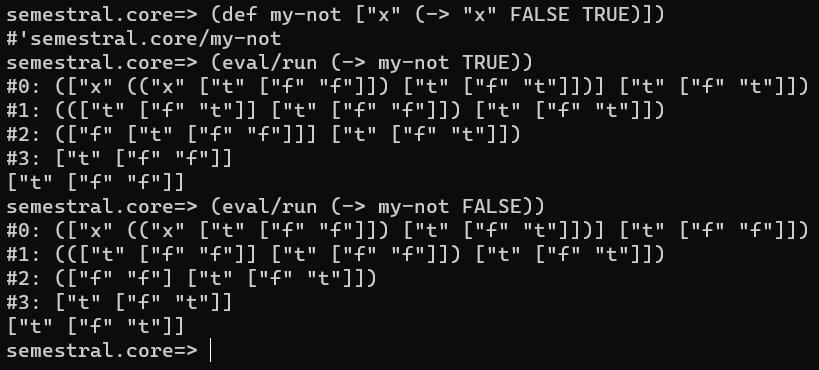 semestral.core=> (def my-not ["x" (-> "x" FALSE TRUE)])
#'semestral.core/my-not
semestral.core=> (eval/run (-> my-not TRUE))
#0: (["x" (("x" ["t" ["f" "f"]]) ["t" ["f" "t"]])] ["t" ["f" "t"]])
#1: ((["t" ["f" "t"]] ["t" ["f" "f"]]) ["t" ["f" "t"]])
#2: (["f" ["t" ["f" "f"]]] ["t" ["f" "t"]])
#3: ["t" ["f" "f"]]
["t" ["f" "f"]]
semestral.core=> (eval/run (-> my-not FALSE))
#0: (["x" (("x" ["t" ["f" "f"]]) ["t" ["f" "t"]])] ["t" ["f" "f"]])
#1: ((["t" ["f" "f"]] ["t" ["f" "f"]]) ["t" ["f" "t"]])
#2: (["f" "f"] ["t" ["f" "t"]])
#3: ["t" ["f" "t"]]
["t" ["f" "t"]]
semestral.core=>